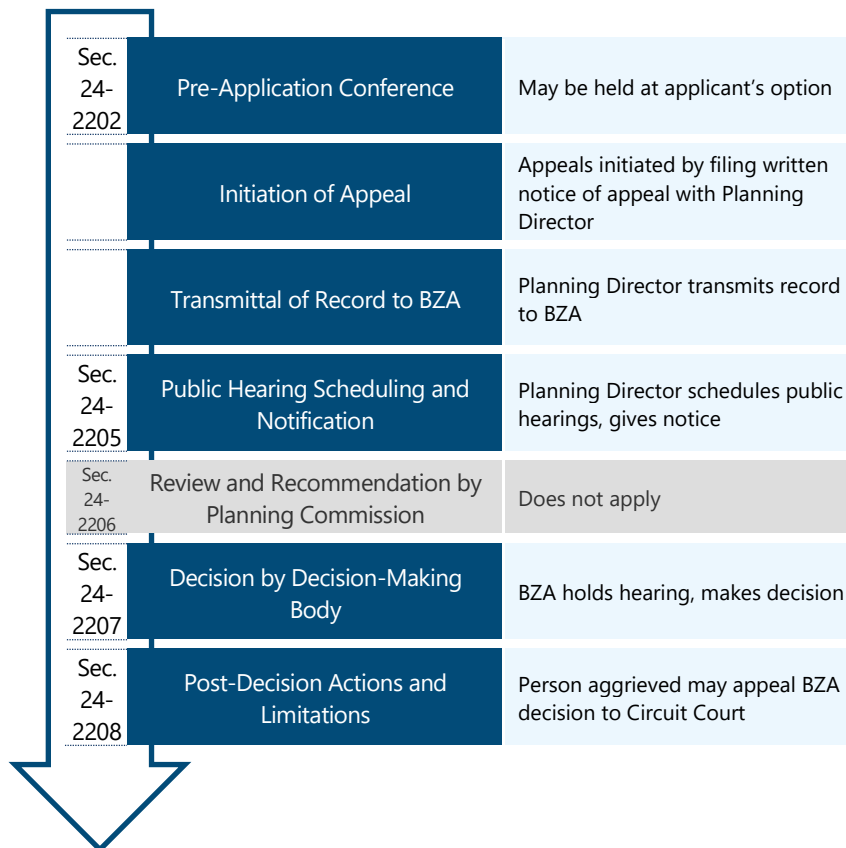 Sec.
24-
2202
Pre-Application Conference
May be held at applicant’s option
Initiation of Appeal
Appeals initiated by filing written
notice of appeal with Planning
Director
Transmittal of Record to BZA
Planning Director transmits record
to BZA
Sec.
24-
2205
Public Hearing Scheduling and
Notification
Planning Director schedules public
hearings, gives notice
Sec.
24-
2206
Review and Recommendation by
Planning Commission
Does not apply
Sec.
24-
2207
Decision by Decision-Making
Body
BZA holds hearing, makes decision
Sec.
24-
2208
Post-Decision Actions and
Limitations
Person aggrieved may appeal BZA
decision to Circuit Court